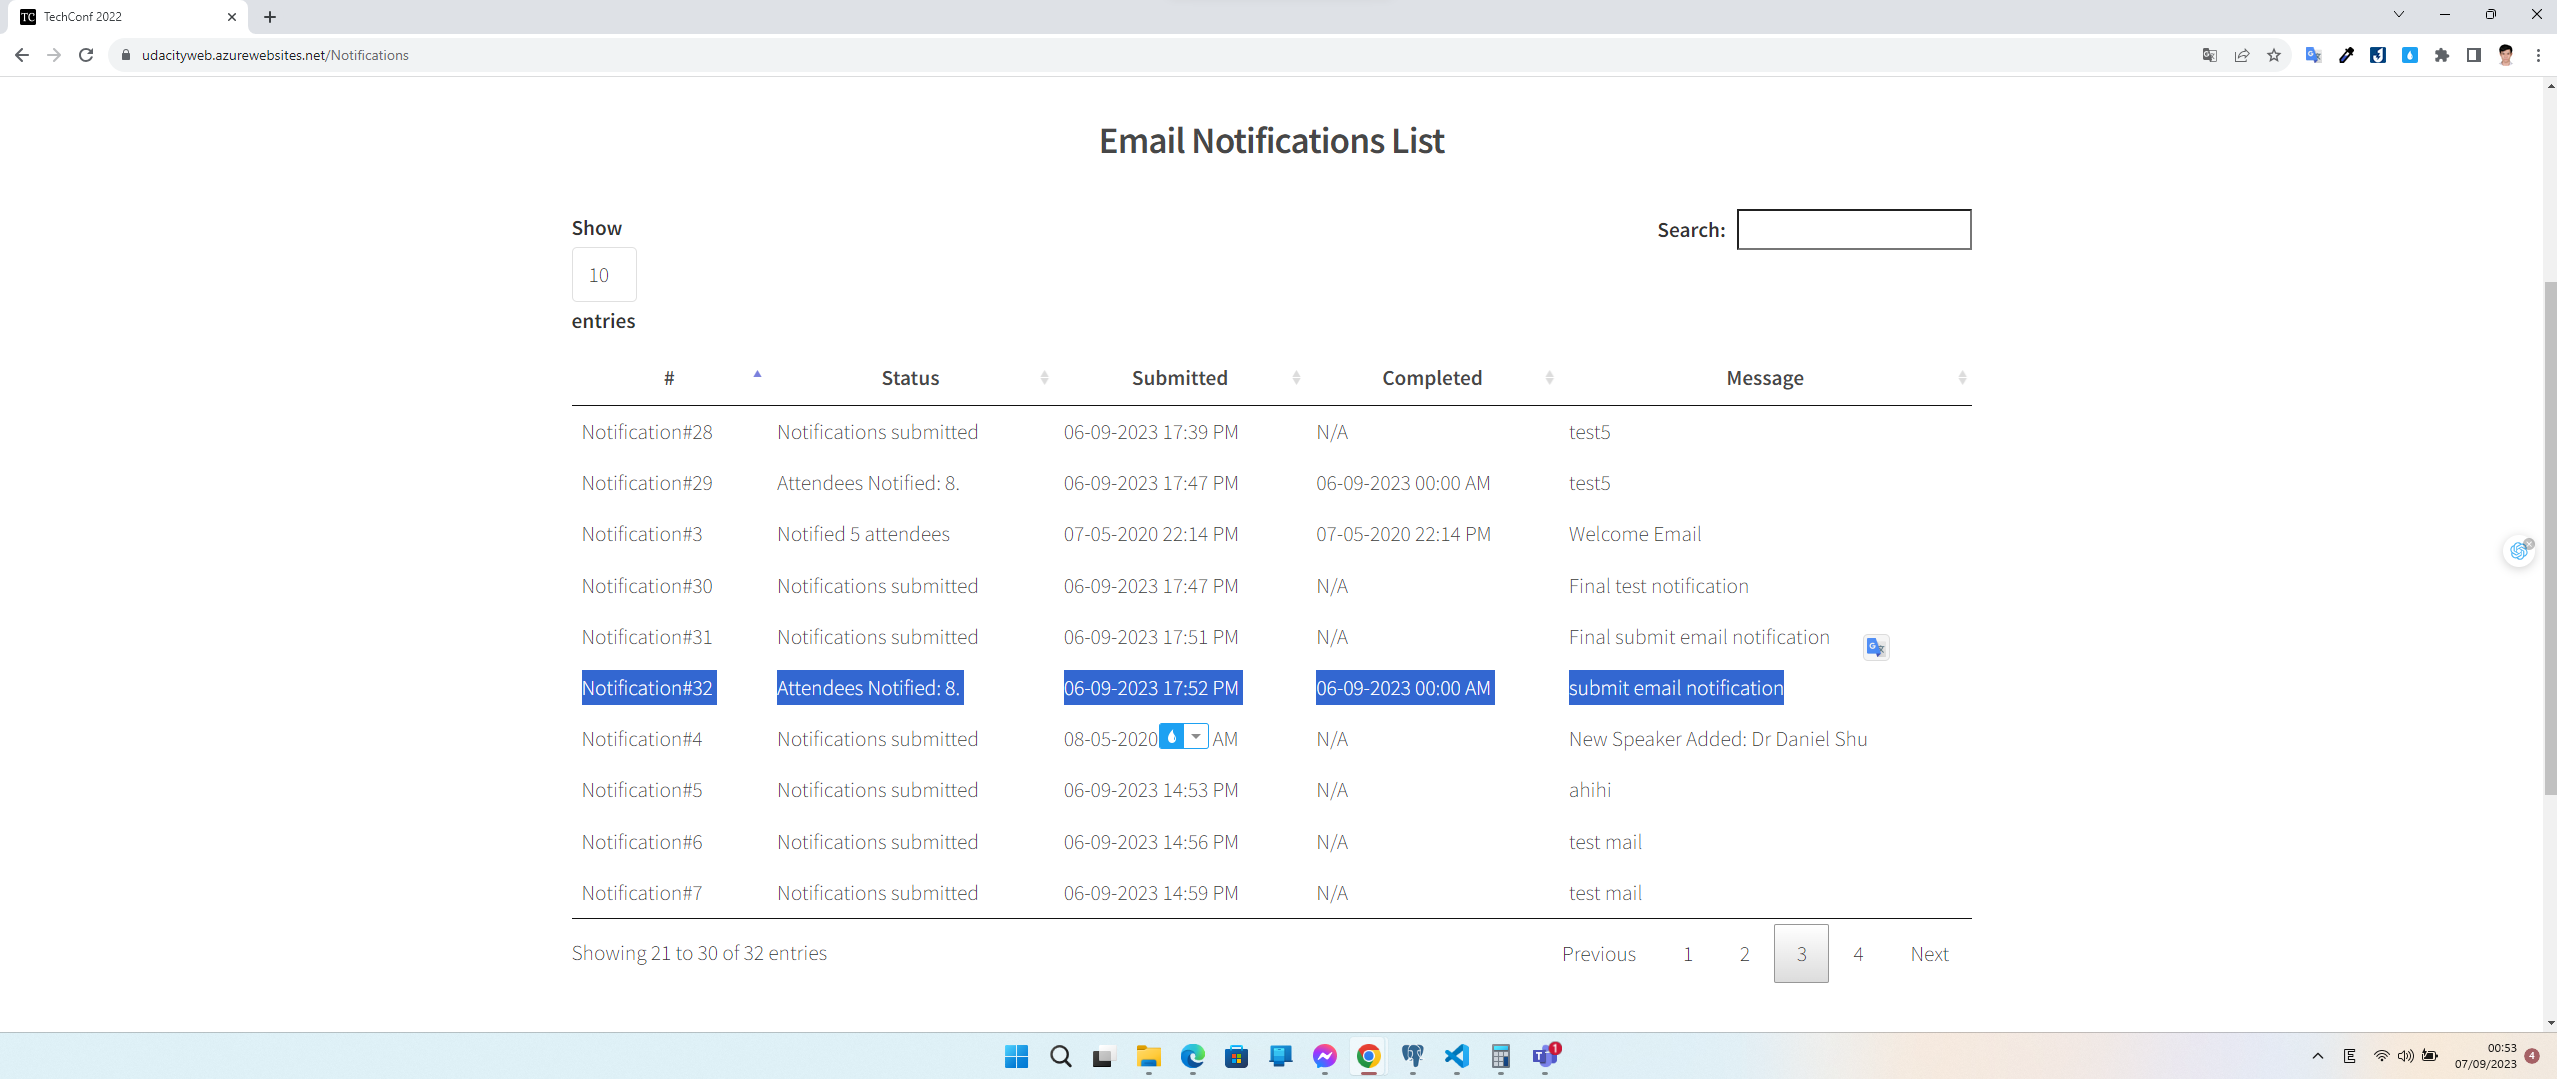 TC TechConf 2022
udacityweb.azurewebsites.net/Notifications
Email Notifications List
Show
Search:
10
entries
# Status Submitted Completed Message
Notification#28 Notifications submitted 06-09-2023 17:39 PM N/A test5
Notification#29 Attendees Notified: 8. 06-09-2023 17:47 PM 06-09-2023 00:00 AM test5
Notification#3 Notified 5 attendees 07-05-2020 22:14 PM 07-05-2020 22:14 PM Welcome Email
Notification#30 Notifications submitted 06-09-2023 17:47 PM N/A Final test notification
Notification#31 Notifications submitted 06-09-2023 17:51 PM N/A Final submit email notification
Notification#32 Attendees Notified: 8. 06-09-2023 17:52 PM 06-09-2023 00:00 AM submit email notification
Notification#4 Notifications submitted 08-05-2020 AM N/A New Speaker Added: Dr Daniel Shu
Notification#5 Notifications submitted 06-09-2023 14:53 PM N/A ahihi
Notification#6 Notifications submitted 06-09-2023 14:56 PM N/A test mail
Notification#7 Notifications submitted 06-09-2023 14:59 PM N/A test mail
Showing 21 to 30 of 32 entries
Previous 1 2 3 4 Next
1
E
00:53
07/09/2023
4